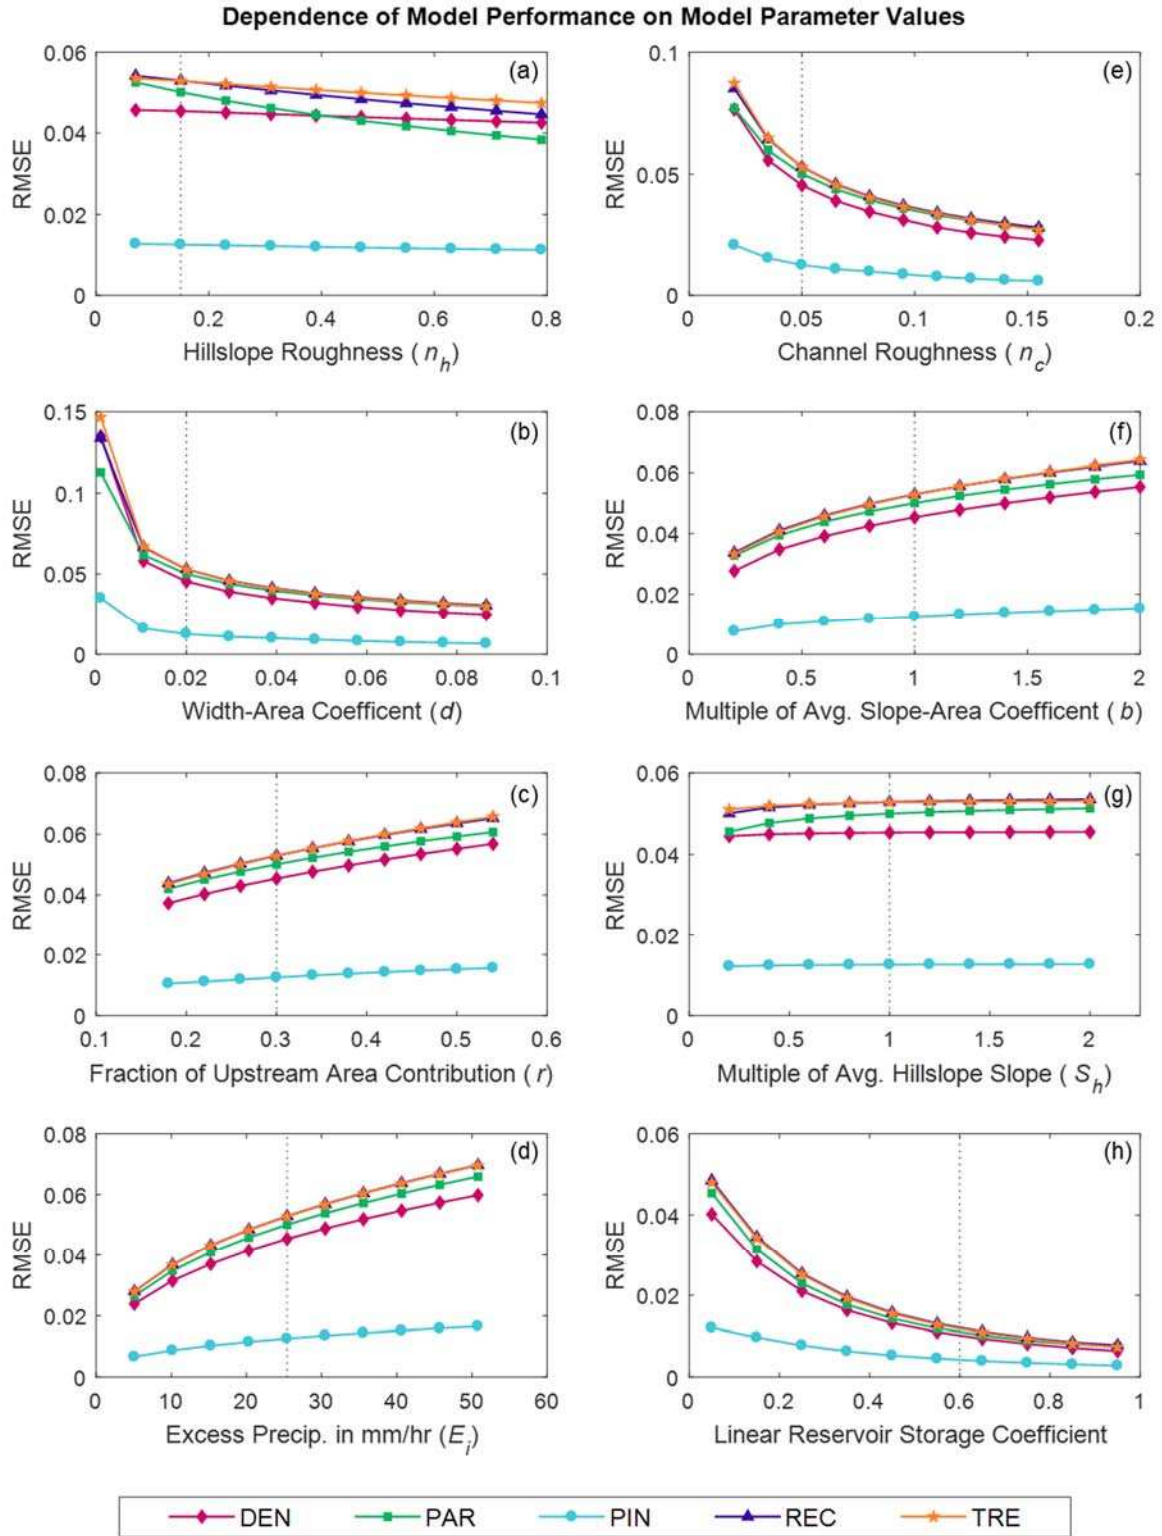 Dependence of Model Performance on Model Parameter Values
0.06
0.04
0.02
0
RMSE
(a)
0 0.2 0.4 0.6 0.8
Hillslope Roughness ( n_h)
0.1
0.05
0
RMSE
(e)
0 0.05 0.1 0.15 0.2
Channel Roughness ( n_c)
0.15
0.1
0.05
0
RMSE
(b)
0 0.02 0.04 0.06 0.08 0.1
Width-Area Coefficent (d)
0.08
0.06
0.04
0.02
0
RMSE
(f)
0 0.5 1 1.5 2
Multiple of Avg. Slope-Area Coefficent ( b)
0.08
0.06
0.04
0.02
0
RMSE
(c)
0.1 0.2 0.3 0.4 0.5 0.6
Fraction of Upstream Area Contribution ( r)
0.06
0.04
0.02
0
RMSE
(g)
0 0.5 1 1.5 2
Multiple of Avg. Hillslope Slope ( S_h)
0.08
0.06
0.04
0.02
0
RMSE
(d)
0 10 20 30 40 50 60
Excess Precip. in mm/hr (E_i)
0.06
0.04
0.02
0
RMSE
(h)
0 0.2 0.4 0.6 0.8 1
Linear Reservoir Storage Coefficient
DEN PAR PIN REC TRE